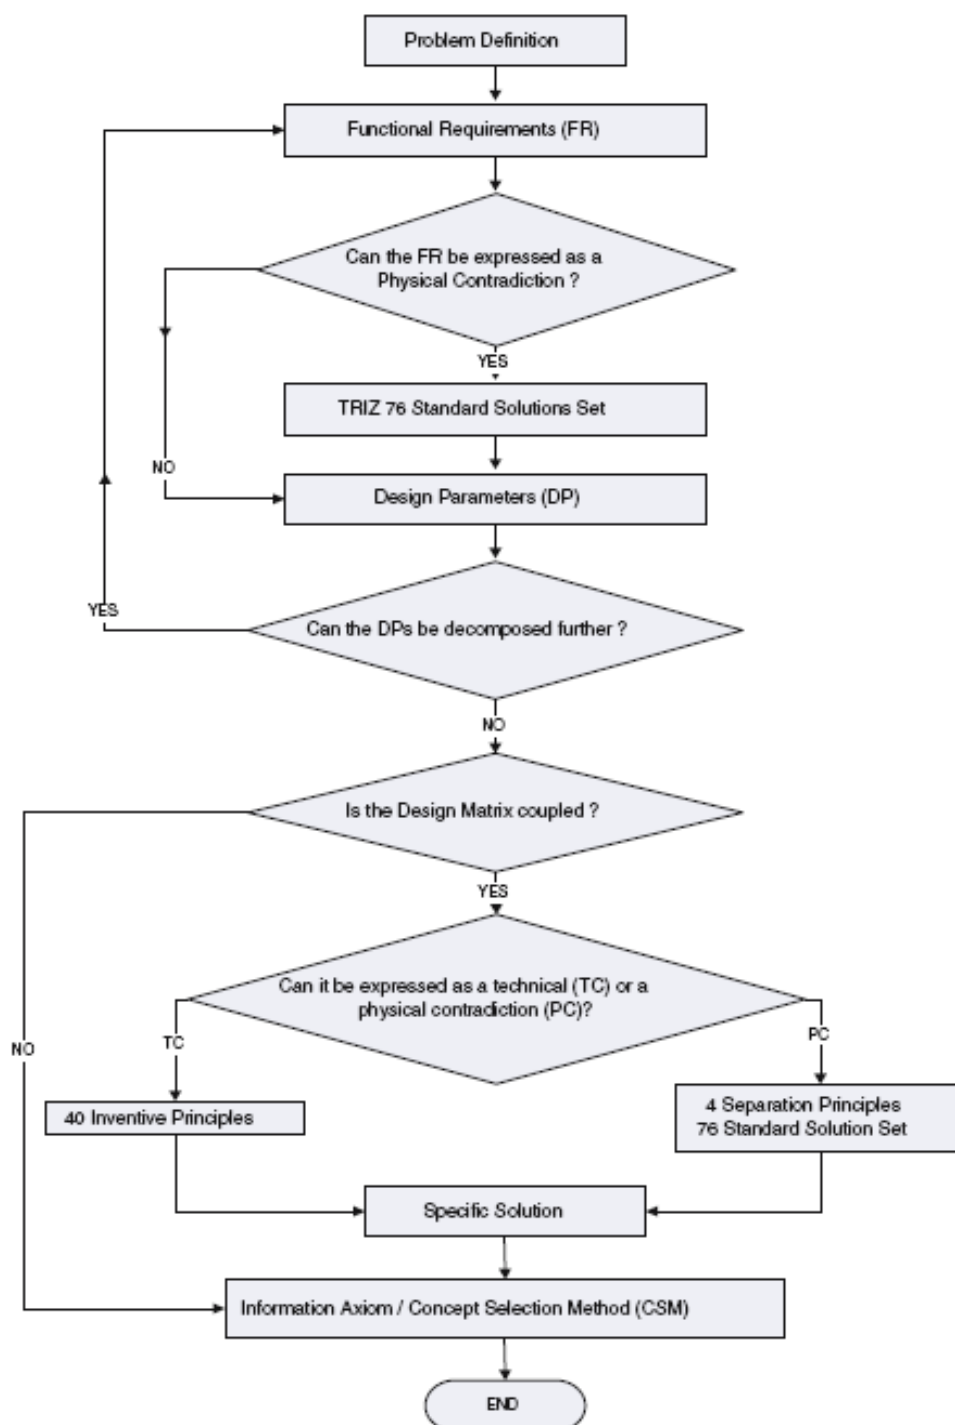 Problem Definition
Functional Requirements (FR)
Can the FR be expressed as a
Physical Contradiction ?
YES
TRIZ 76 Standard Solutions Set
NO
Design Parameters (DP)
YES
Can the DPs be decomposed further ?
NO
Is the Design Matrix coupled ?
YES
Can it be expressed as a technical (TC) or a
physical contradiction (PC)?
NO
TC
PC
40 Inventive Principles
4 Separation Principles
76 Standard Solution Set
Specific Solution
Information Axiom / Concept Selection Method (CSM)
END